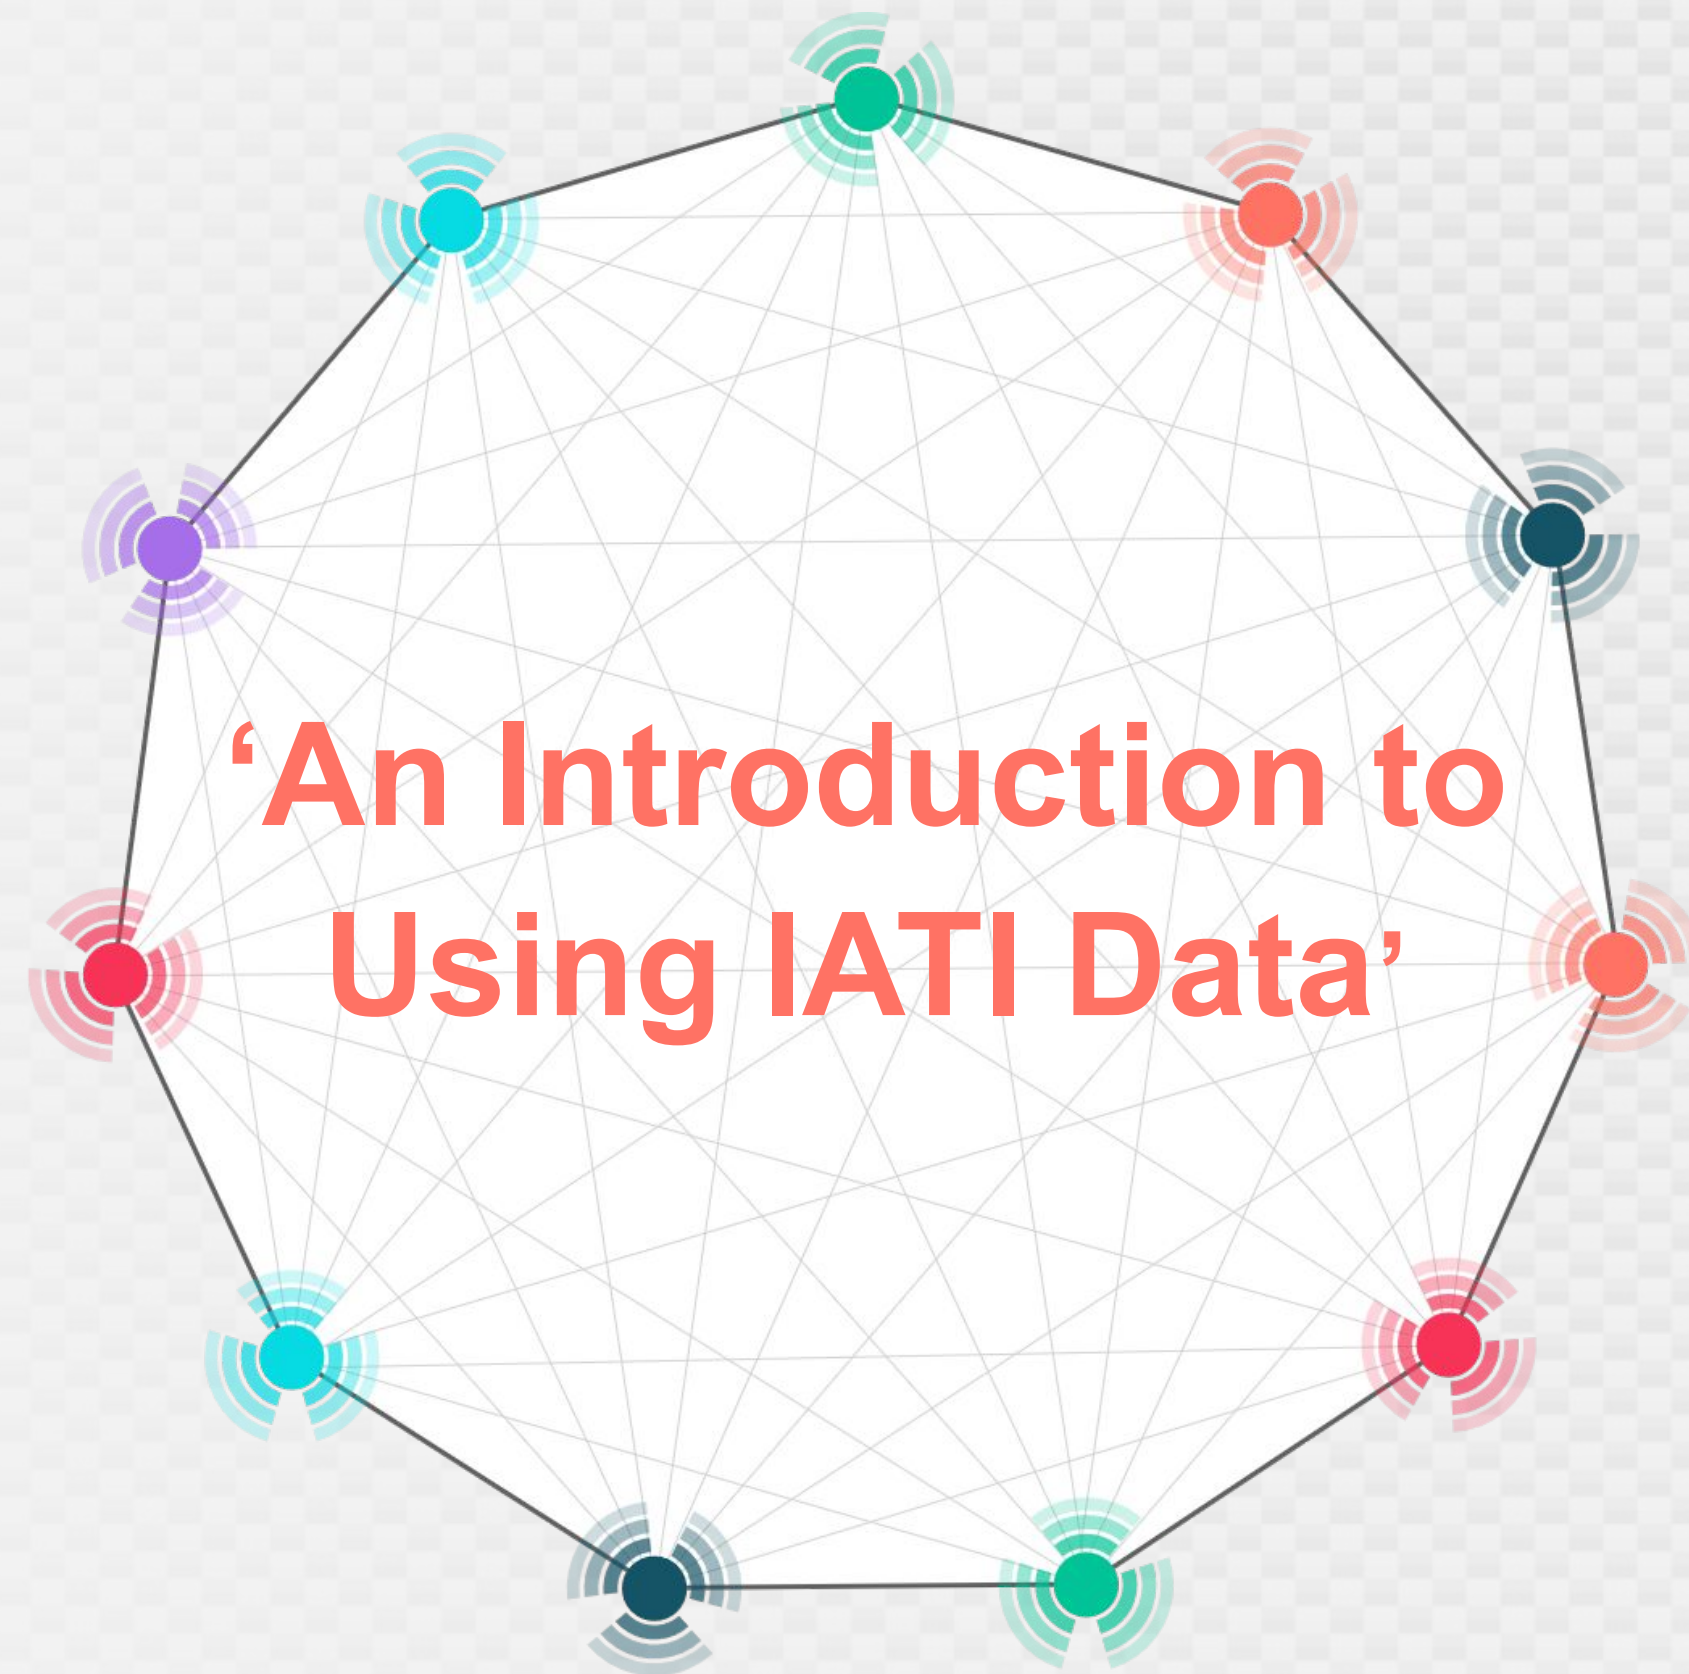 ‘An Introduction to
Using IATI Data’